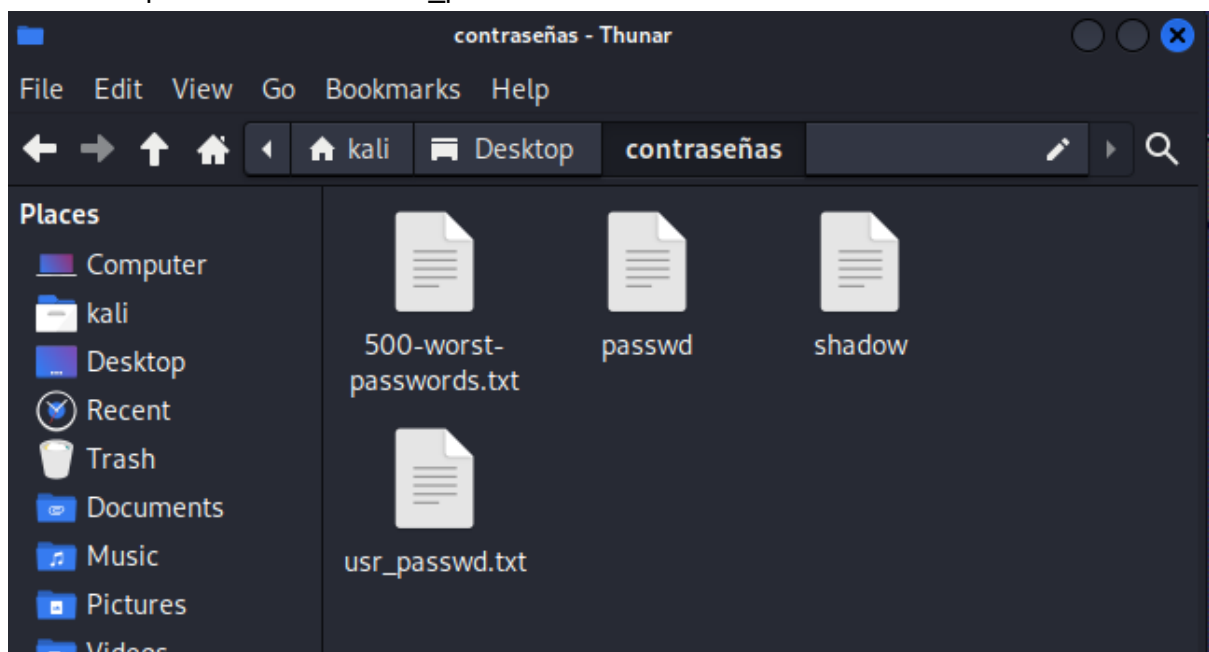 contraseñas - Thunar
File Edit View Go Bookmarks Help
kali Desktop contraseñas
Places
Computer
kali
Desktop
Recent
Trash
Documents
Music
Pictures
Videos
500-worst-
passwords.txt
passwd
shadow
usr_passwd.txt